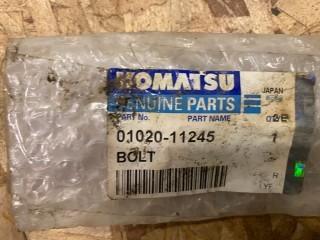 KOMATSU
JAPAN
GENUINE PARTS
PART No. PART NAME
01020-11245 1
BOLT
R